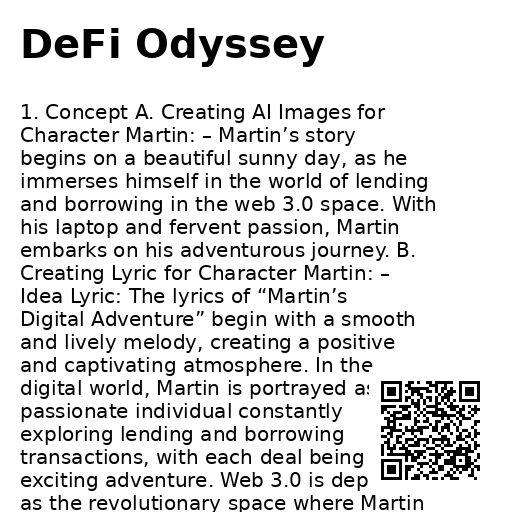 DeFi Odyssey
1. Concept A. Creating AI Images for
Character Martin: – Martin’s story
begins on a beautiful sunny day, as he
immerses himself in the world of lending
and borrowing in the web 3.0 space. With
his laptop and fervent passion, Martin
embarks on his adventurous journey. B.
Creating Lyric for Character Martin: –
Idea Lyric: The lyrics of “Martin’s
Digital Adventure” begin with a smooth
and lively melody, creating a positive
and captivating atmosphere. In the
digital world, Martin is portrayed as
passionate individual constantly
exploring lending and borrowing
transactions, with each deal being
exciting adventure. Web 3.0 is dep
as the revolutionary space where Martin